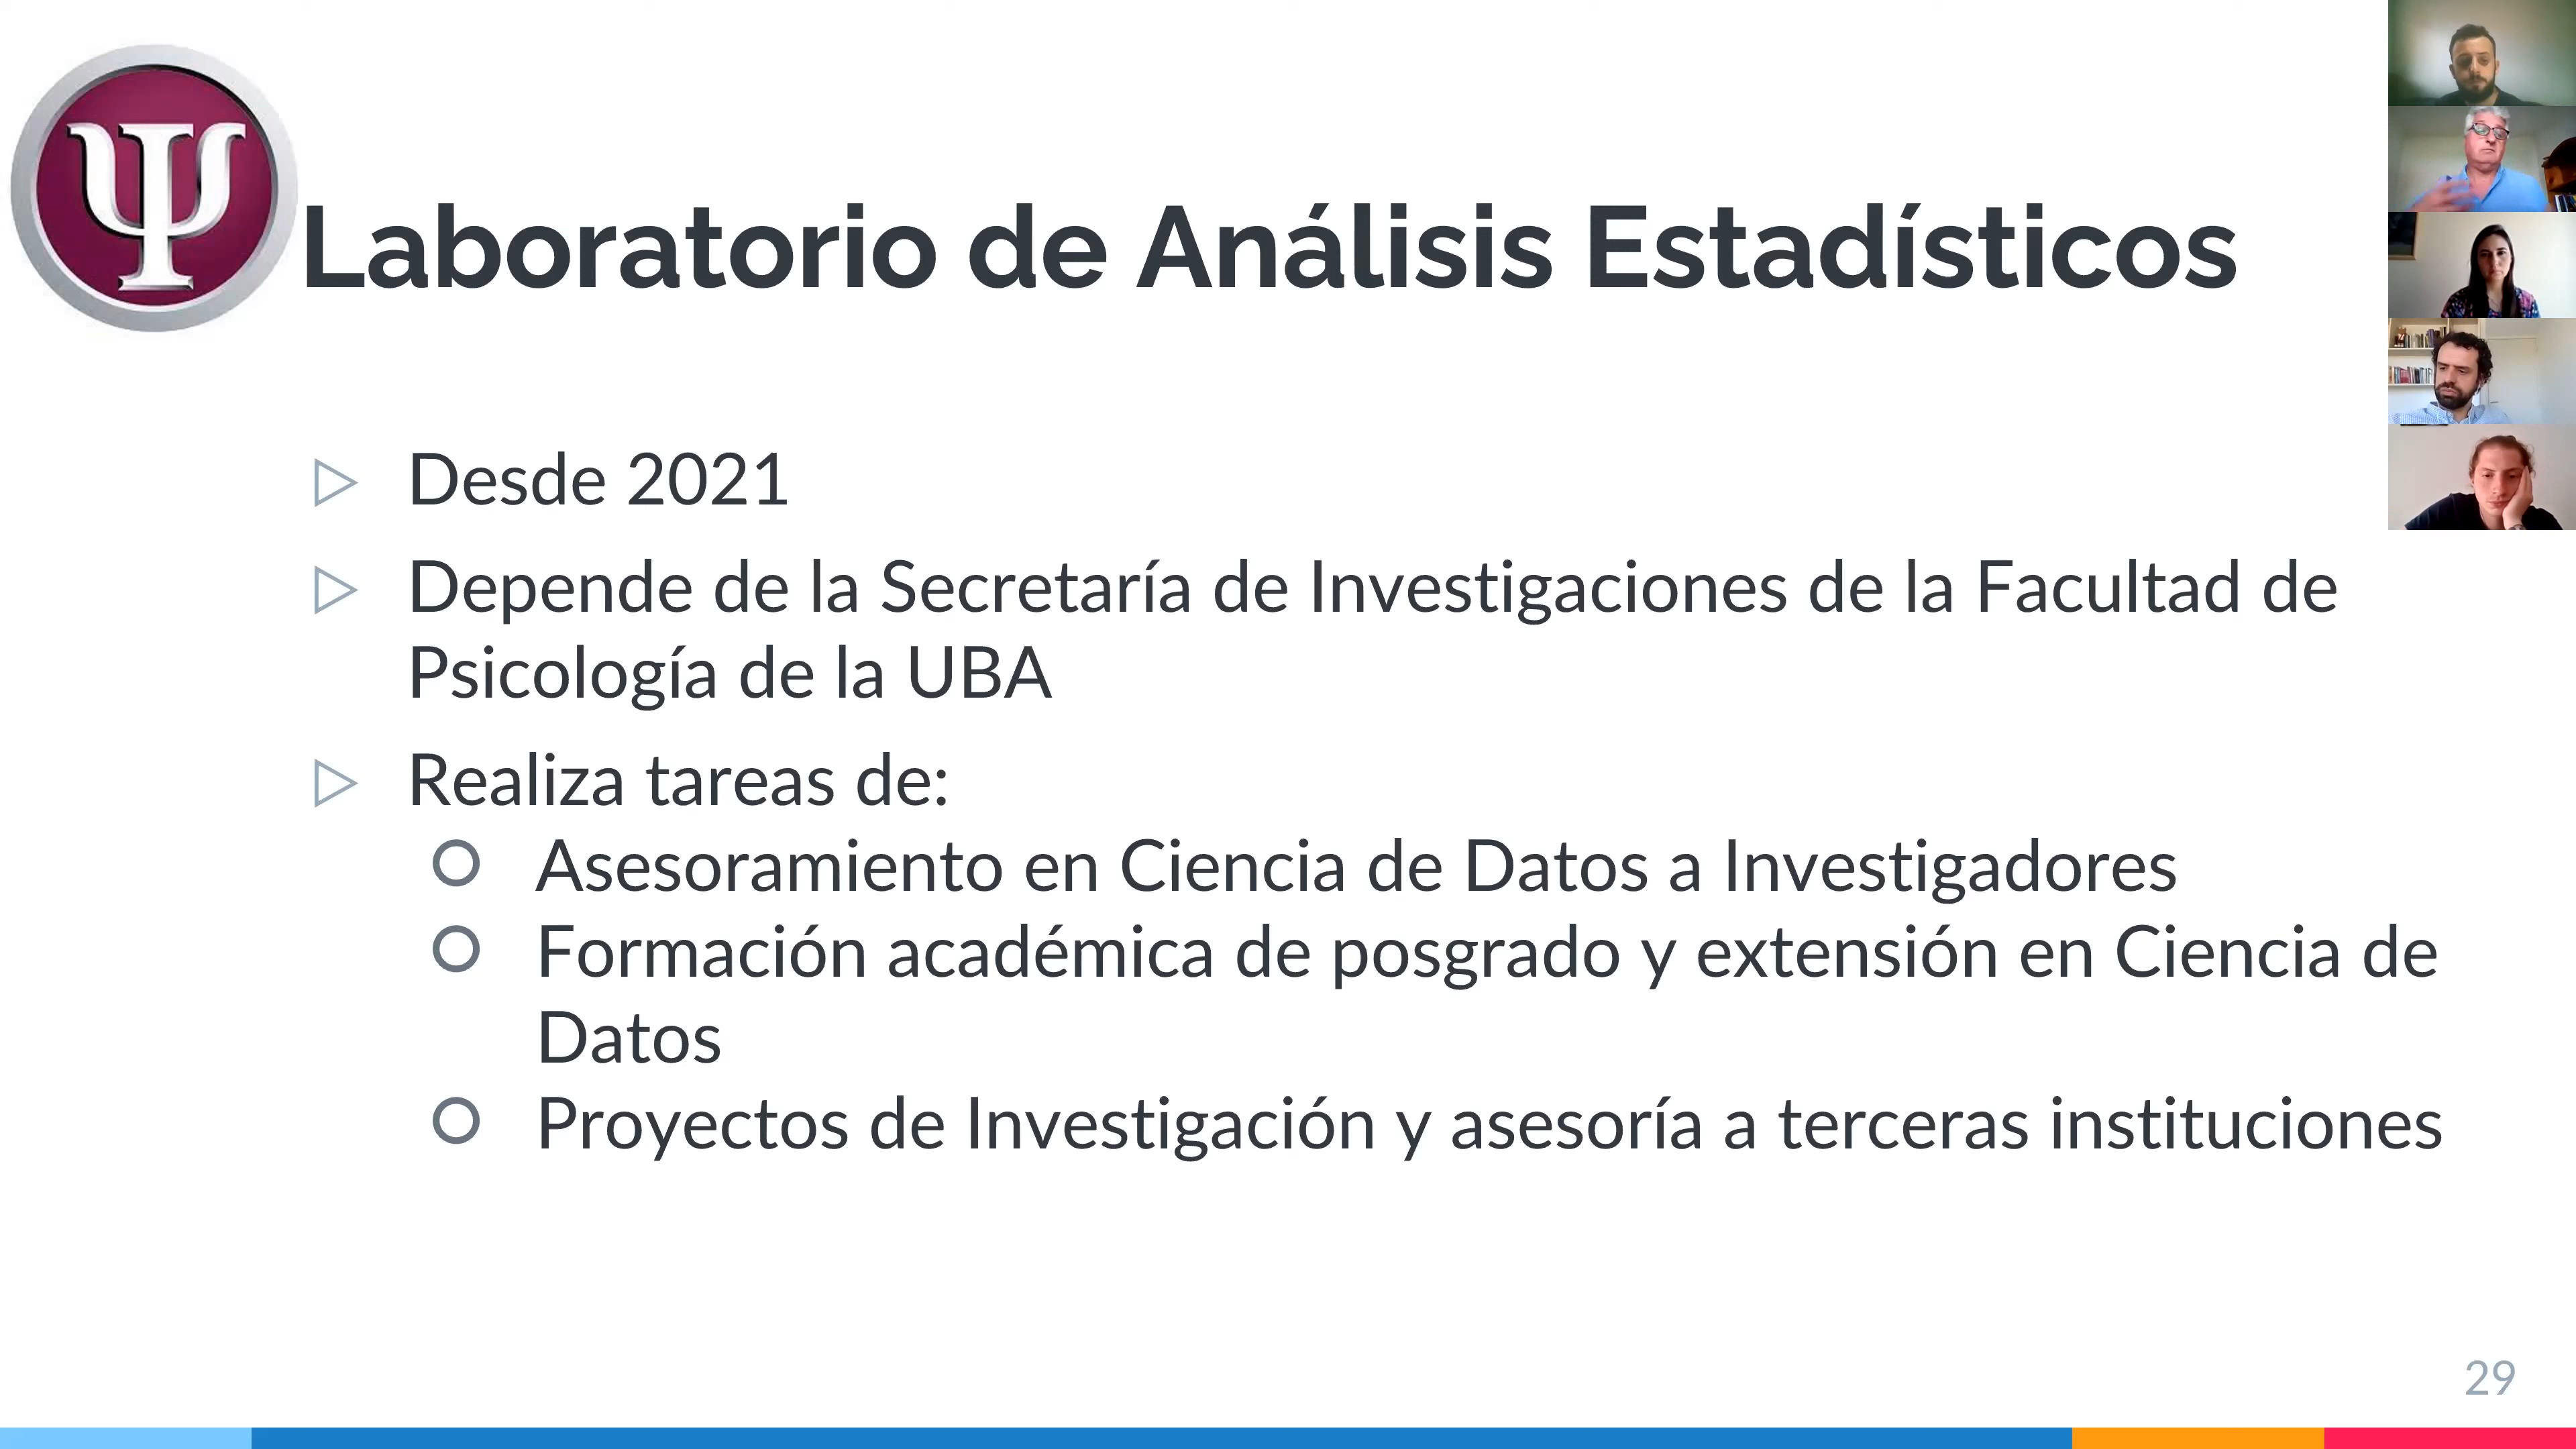 Laboratorio de Análisis Estadísticos
Desde 2021
Depende de la Secretaría de Investigaciones de la Facultad de
Psicología de la UBA
Realiza tareas de:
Asesoramiento en Ciencia de Datos a Investigadores
Formación académica de posgrado y extensión en Ciencia de
Datos
Proyectos de Investigación y asesoría a terceras instituciones
29